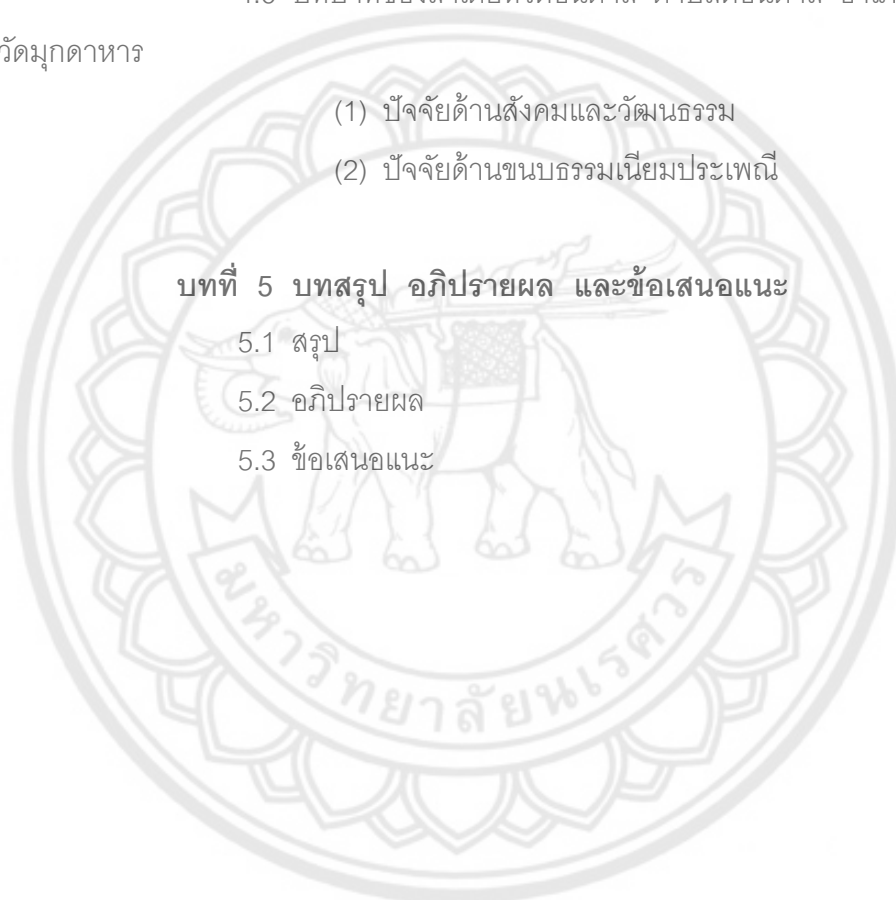 วัดมุกดาหาร
(1) ปัจจัยด้านสังคมและวัฒนธรรม
(2) ปัจจัยด้านขนบธรรมเนียมประเพณี
บทที่ 5 บทสรุป อภิปรายผล และข้อเสนอแนะ
5.1 สรุป
5.2 อภิปรายผล
5.3 ข้อเสนอแนะ
มหาวิทยาลัยนเรศวร